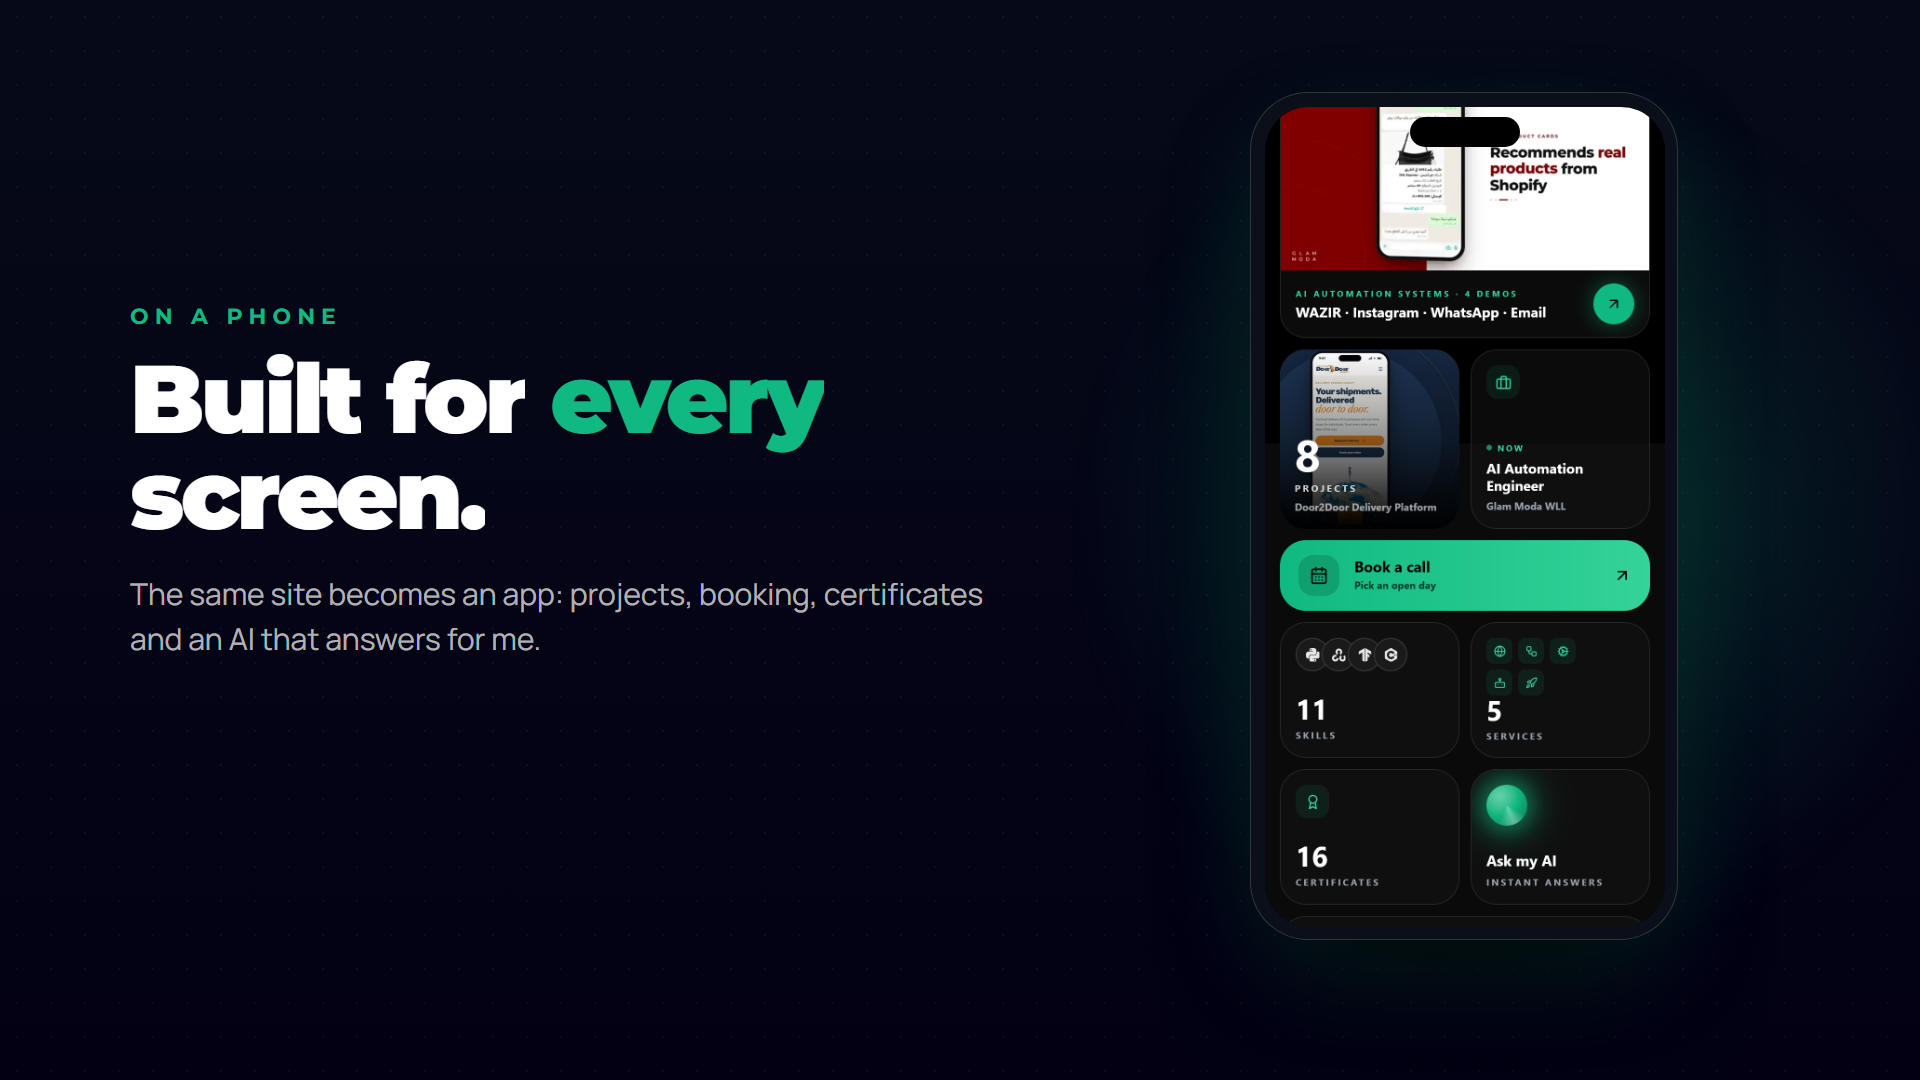 ON A PHONE
Built for every
screen.
The same site becomes an app: projects, booking, certificates
and an AI that answers for me.
Recommends real
products from
Shopify
GLAM
MODA
AI AUTOMATION SYSTEMS · 4 DEMOS
WAZIR · Instagram · WhatsApp · Email
Door2Door
Your shipments.
Delivered
door to door.
8
PROJECTS
Door2Door Delivery Platform
NOW
AI Automation
Engineer
Glam Moda WLL
Book a call
Pick an open day
11
SKILLS
5
SERVICES
16
CERTIFICATES
Ask my AI
INSTANT ANSWERS